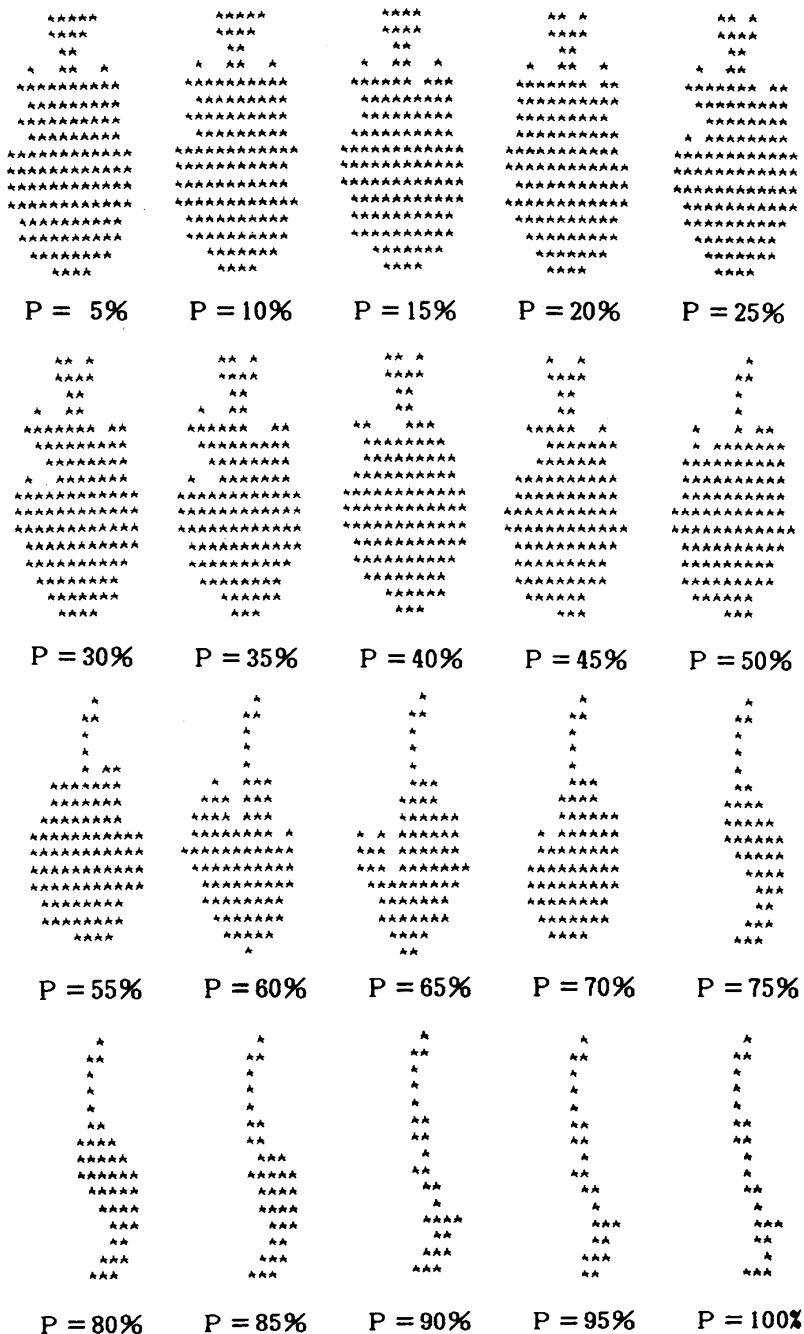 P = 5% P = 10% P = 15% P = 20% P = 25%
P = 30% P = 35% P = 40% P = 45% P = 50%
P = 55% P = 60% P = 65% P = 70% P = 75%
P = 80% P = 85% P = 90% P = 95% P = 100%